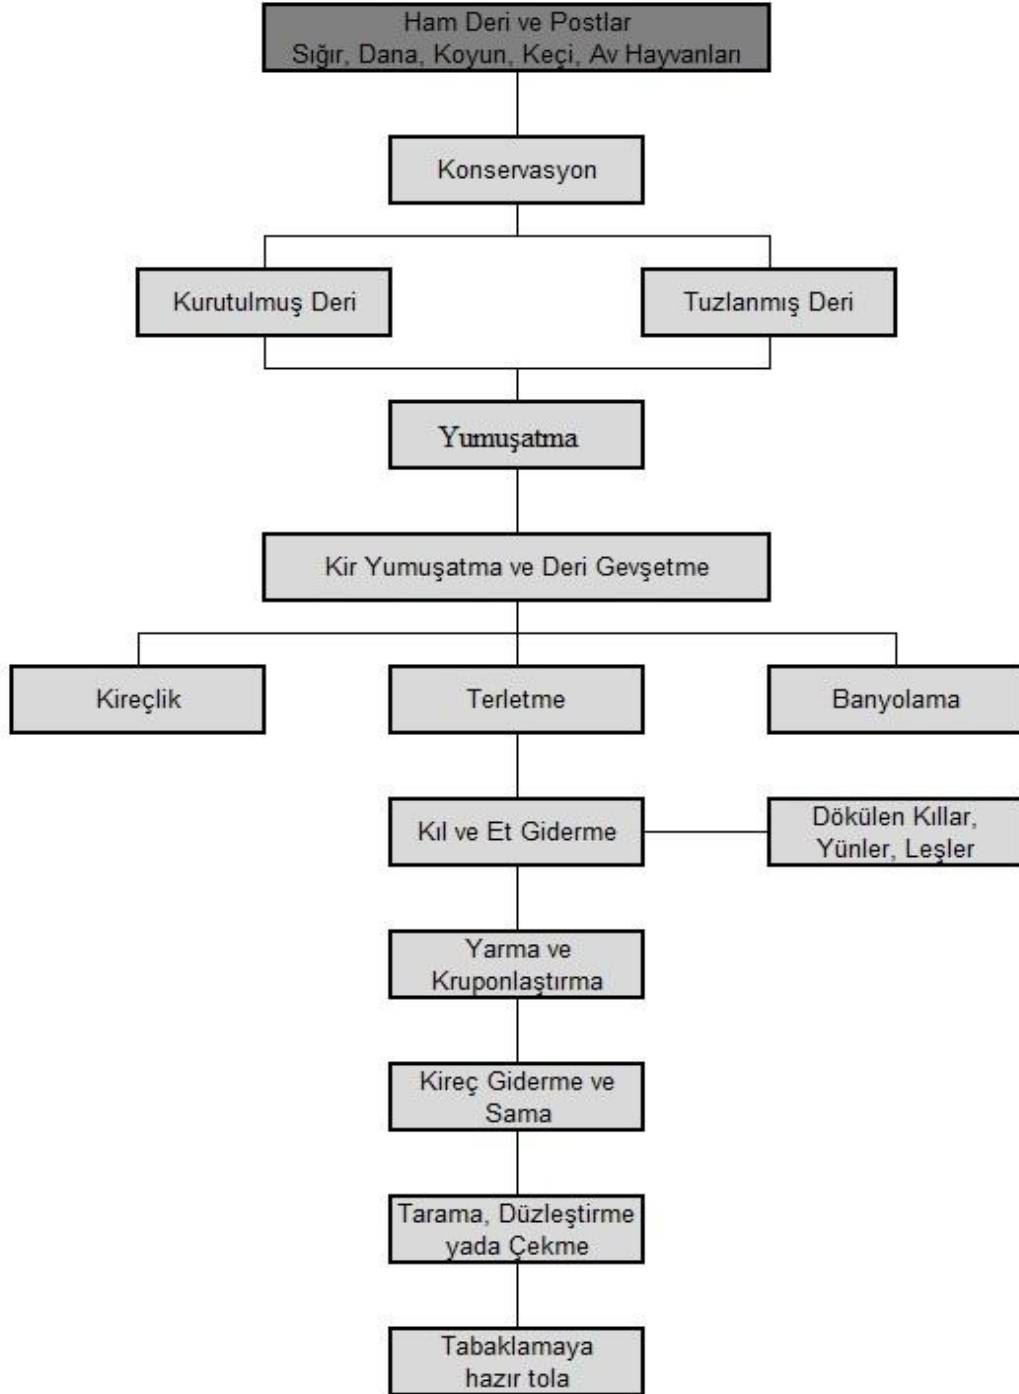 Ham Deri ve Postlar
Sığır, Dana, Koyun, Keçi, Av Hayvanları
Konservasyon
Kurutulmuş Deri
Tuzlanmış Deri
Yumuşatma
Kir Yumuşatma ve Deri Gevşetme
Kireçlik
Terletme
Banyolama
Kıl ve Et Giderme
Dökülen Kıllar,
Yünler, Leşler
Yarma ve
Kruponlaştırma
Kireç Giderme ve
Sama
Tarama, Düzleştirme
yada Çekme
Tabaklamaya
hazır tola